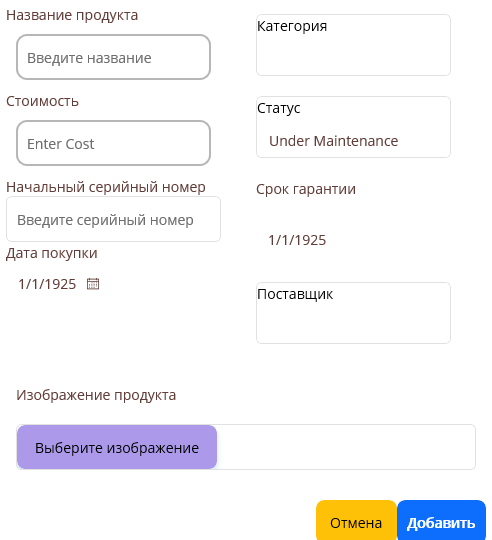 Название продукта
Введите название
Категория
Стоимость
Enter Cost
Статус
Under Maintenance
Начальный серийный номер
Введите серийный номер
Срок гарантии
1/1/1925
Дата покупки
1/1/1925
Поставщик
Изображение продукта
Выберите изображение
Отмена
Добавить